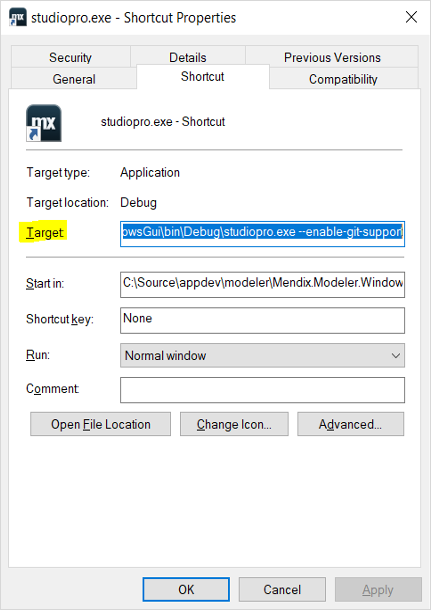 studiopro.exe - Shortcut Properties
Security Details Previous Versions
General Shortcut Compatibility
mx
studiopro.exe - Shortcut
Target type: Application
Target location: Debug
Target: owsGui\bin\Debug\studiopro.exe --enable-git-support
Start in: C:\Source\appdev\modeler\Mendix.Modeler.Window
Shortcut key: None
Run: Normal window
Comment:
Open File Location Change Icon... Advanced...
OK Cancel Apply